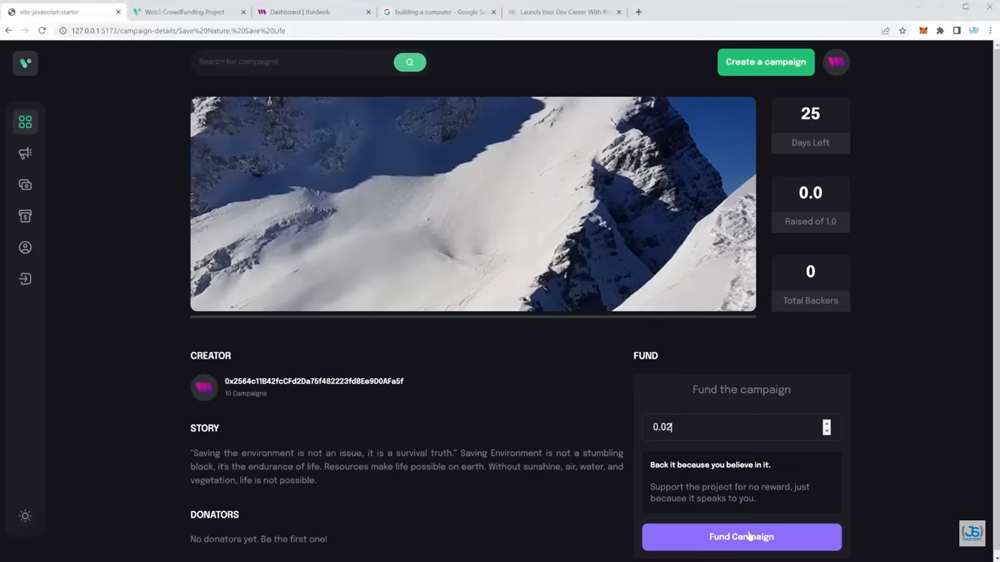 vite-javascript-starter
Web3 CrowdFunding Project
Dashboard | thirdweb
building a computer - Google Se
Launch Your Dev Career With Pr
127.0.0.1:5173/campaign-details/Save%20Nature,%20Save%20Life
Search for campaigns
Create a campaign
25
Days Left
0.0
Raised of 1.0
0
Total Backers
CREATOR
0x2564c11B42fcCFd2Da75f482223fd8Ee9D0AFa5f
10 Campaigns
STORY
“Saving the environment is not an issue, it is a survival truth.” Saving Environment is not a stumbling
block, it's the endurance of life. Resources make life possible on earth. Without sunshine, air, water, and
vegetation, life is not possible.
DONATORS
No donators yet. Be the first one!
FUND
Fund the campaign
0.02
Back it because you believe in it.
Support the project for no reward, just
because it speaks to you.
Fund Campaign
{JS}
MASTERY